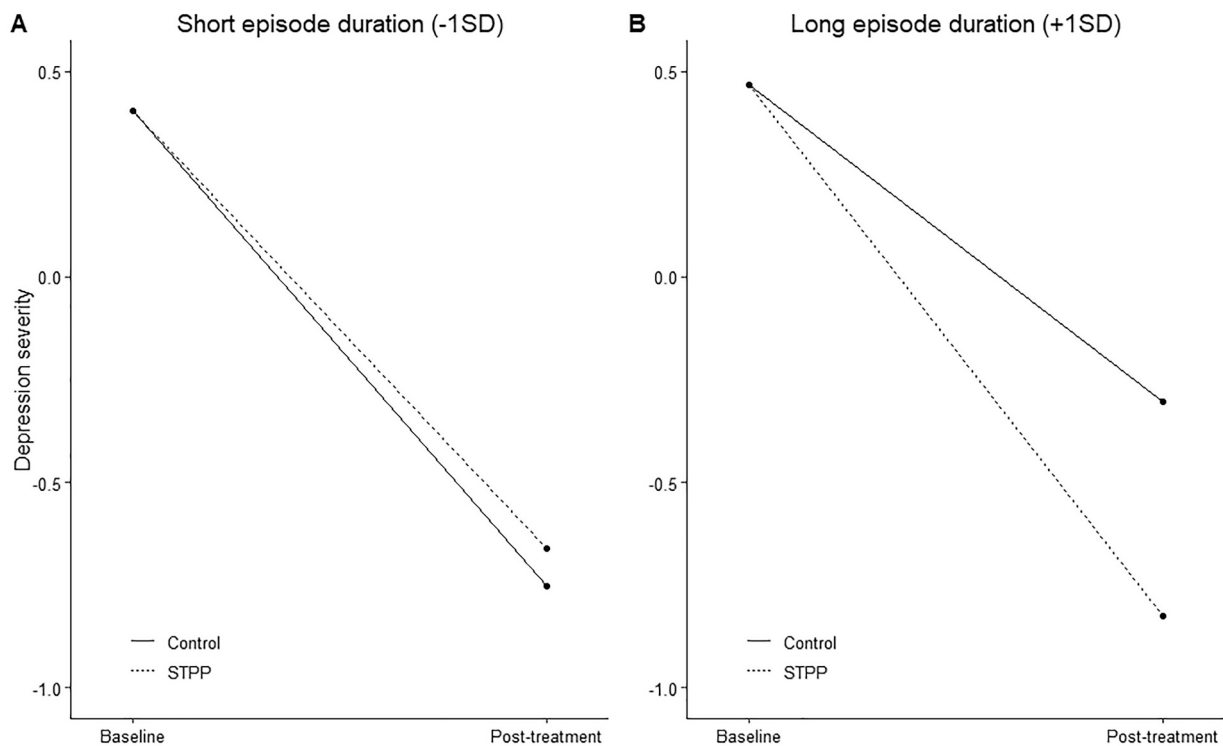 A Short episode duration (-1SD)
B Long episode duration (+1SD)
Depression severity
0.5
0.0
-0.5
-1.0
Control
STPP
Baseline Post-treatment
0.5
0.0
-0.5
-1.0
Control
STPP
Baseline Post-treatment